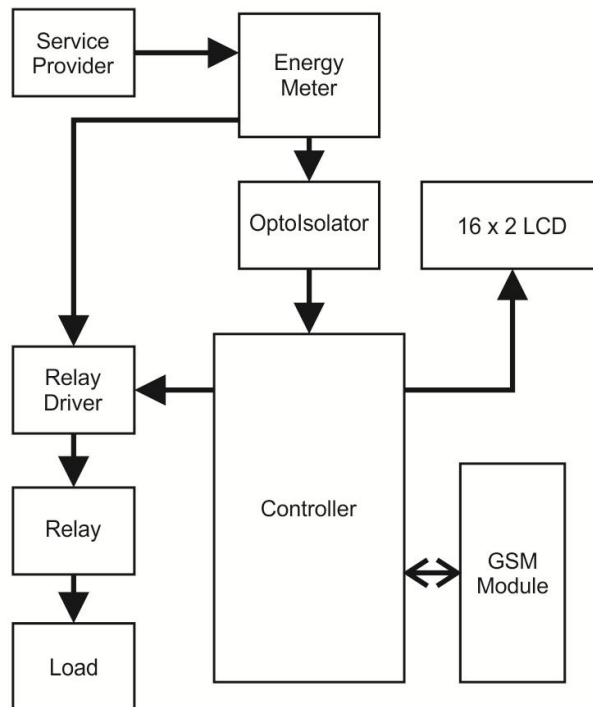 Service
Provider
Energy
Meter
OptoIsolator
16 x 2 LCD
Relay
Driver
Controller
Relay
GSM
Module
Load